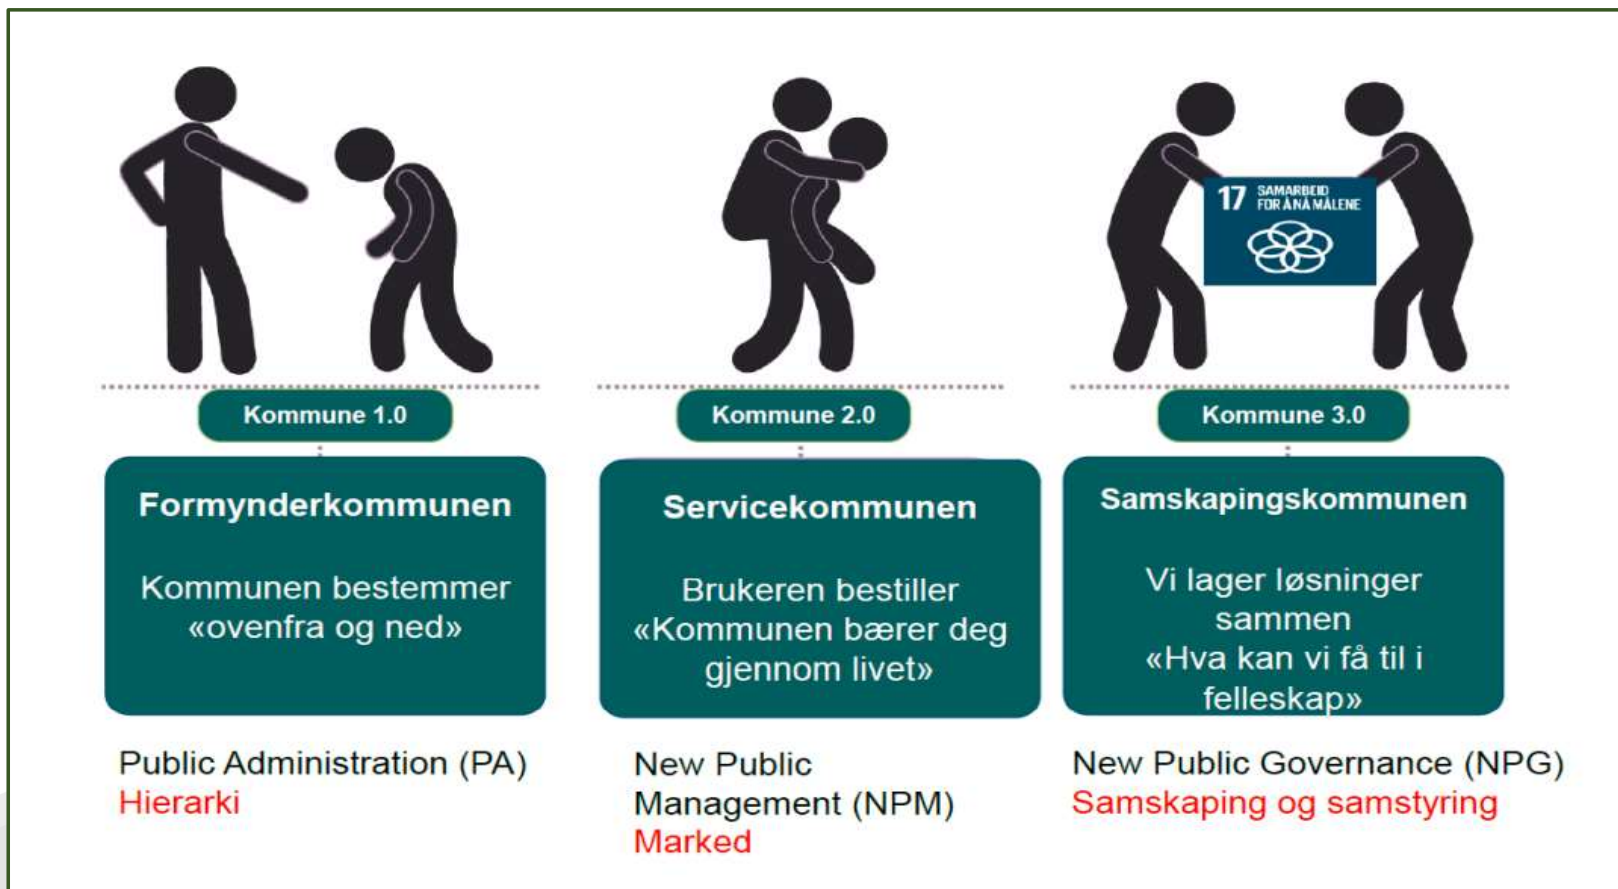 17 SAMARBEID
FOR Å NÅ MÅLENE
Kommune 1.0
Formynderkommunen
Kommunen bestemmer
«ovenfra og ned»
Public Administration (PA)
Hierarki
Kommune 2.0
Servicekommunen
Brukeren bestiller
«Kommunen bærer deg
gjennom livet»
New Public
Management (NPM)
Marked
Kommune 3.0
Samskapingskommunen
Vi lager løsninger
sammen
«Hva kan vi få til i
felleskap»
New Public Governance (NPG)
Samskaping og samstyring